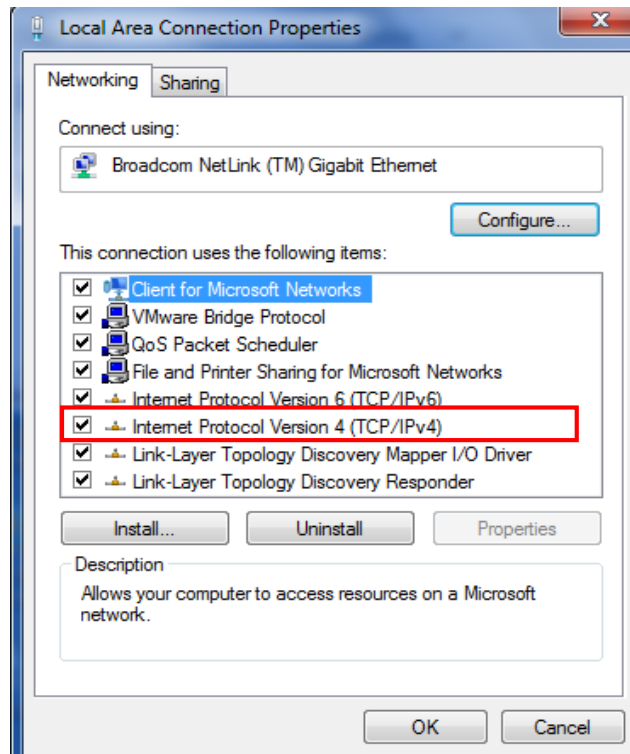 Local Area Connection Properties
x
Networking Sharing
Connect using:
Broadcom NetLink (TM) Gigabit Ethernet
Configure...
This connection uses the following items:
Client for Microsoft Networks
VMware Bridge Protocol
QoS Packet Scheduler
File and Printer Sharing for Microsoft Networks
Internet Protocol Version 6 (TCP/IPv6)
Internet Protocol Version 4 (TCP/IPv4)
Link-Layer Topology Discovery Mapper I/O Driver
Link-Layer Topology Discovery Responder
Install... Uninstall Properties
Description
Allows your computer to access resources on a Microsoft
network.
OK Cancel